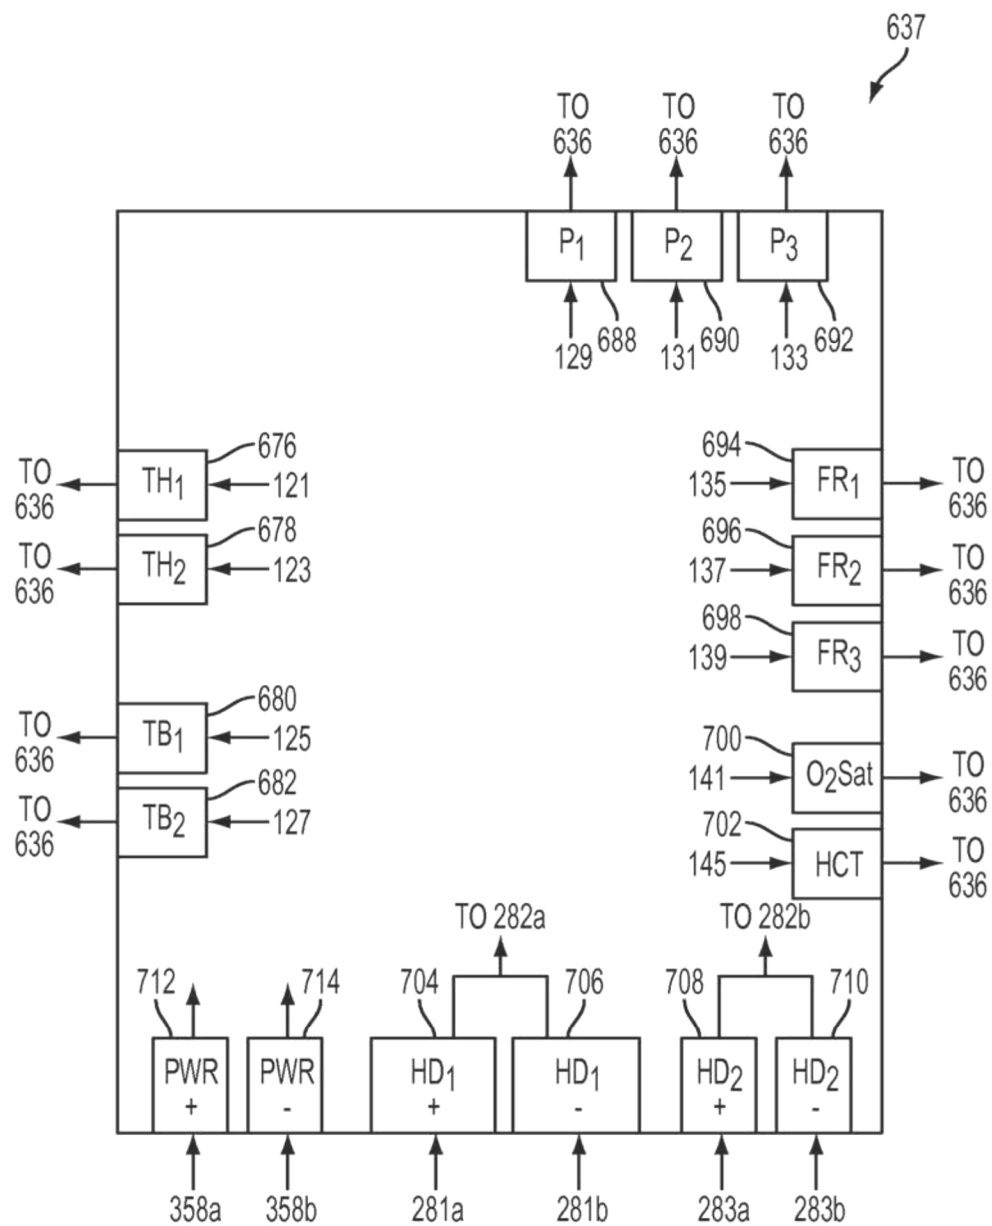 637
TO TO TO
636 636 636
P1 P2 P3
688 690 692
129 131 133
676 694
TO TH1 121 135 FR1 TO
636 636
678 696
TO TH2 123 137 FR2 TO
636 636
698
139 FR3 TO
636
680
TO TB1 125
636
700
141 O2Sat TO
636
682
TO TB2 127
636
702
145 HCT TO
636
TO 282a TO 282b
712 714 704 706 708 710
PWR PWR HD1 HD1 HD2 HD2
+ - + - + -
358a 358b 281a 281b 283a 283b